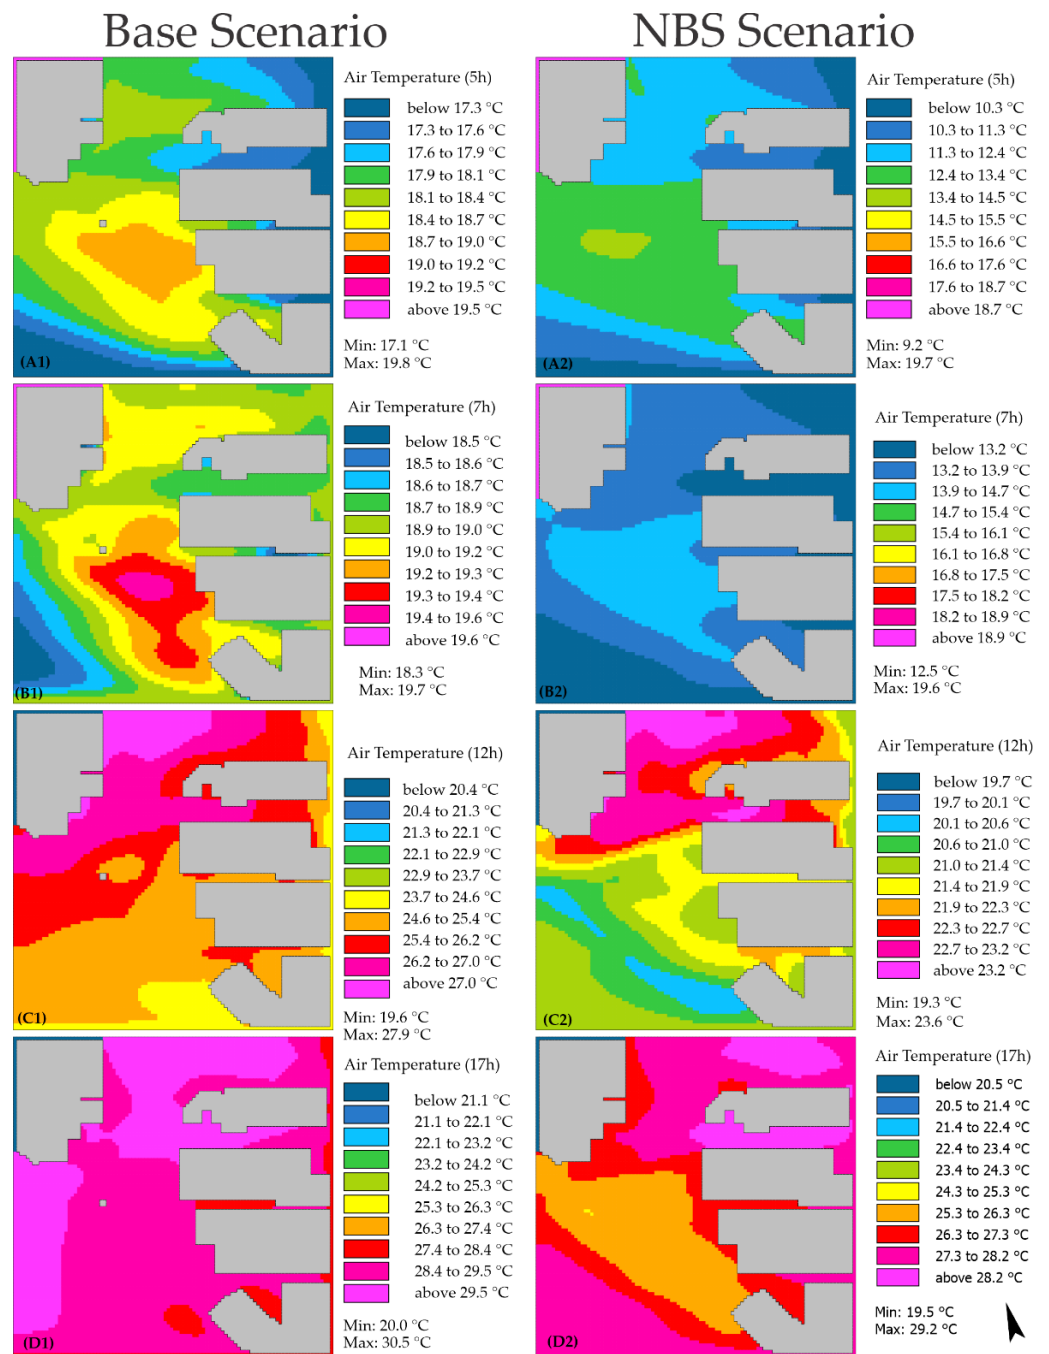 Base Scenario
NBS Scenario
Air Temperature (5h)
below 17.3 °C
17.3 to 17.6 °C
17.6 to 17.9 °C
17.9 to 18.1 °C
18.1 to 18.4 °C
18.4 to 18.7 °C
18.7 to 19.0 °C
19.0 to 19.2 °C
19.2 to 19.5 °C
above 19.5 °C
Min: 17.1 °C
Max: 19.8 °C
(A1)
Air Temperature (5h)
below 10.3 °C
10.3 to 11.3 °C
11.3 to 12.4 °C
12.4 to 13.4 °C
13.4 to 14.5 °C
14.5 to 15.5 °C
15.5 to 16.6 °C
16.6 to 17.6 °C
17.6 to 18.7 °C
above 18.7 °C
Min: 9.2 °C
Max: 19.7 °C
(A2)
Air Temperature (7h)
below 18.5 °C
18.5 to 18.6 °C
18.6 to 18.7 °C
18.7 to 18.9 °C
18.9 to 19.0 °C
19.0 to 19.2 °C
19.2 to 19.3 °C
19.3 to 19.4 °C
19.4 to 19.6 °C
above 19.6 °C
Min: 18.3 °C
Max: 19.7 °C
(B1)
Air Temperature (7h)
below 13.2 °C
13.2 to 13.9 °C
13.9 to 14.7 °C
14.7 to 15.4 °C
15.4 to 16.1 °C
16.1 to 16.8 °C
16.8 to 17.5 °C
17.5 to 18.2 °C
18.2 to 18.9 °C
above 18.9 °C
Min: 12.5 °C
Max: 19.6 °C
(B2)
Air Temperature (12h)
below 20.4 °C
20.4 to 21.3 °C
21.3 to 22.1 °C
22.1 to 22.9 °C
22.9 to 23.7 °C
23.7 to 24.6 °C
24.6 to 25.4 °C
25.4 to 26.2 °C
26.2 to 27.0 °C
above 27.0 °C
Min: 19.6 °C
Max: 27.9 °C
(C1)
Air Temperature (12h)
below 19.7 °C
19.7 to 20.1 °C
20.1 to 20.6 °C
20.6 to 21.0 °C
21.0 to 21.4 °C
21.4 to 21.9 °C
21.9 to 22.3 °C
22.3 to 22.7 °C
22.7 to 23.2 °C
above 23.2 °C
Min: 19.3 °C
Max: 23.6 °C
(C2)
Air Temperature (17h)
below 21.1 °C
21.1 to 22.1 °C
22.1 to 23.2 °C
23.2 to 24.2 °C
24.2 to 25.3 °C
25.3 to 26.3 °C
26.3 to 27.4 °C
27.4 to 28.4 °C
28.4 to 29.5 °C
above 29.5 °C
Min: 20.0 °C
Max: 30.5 °C
(D1)
Air Temperature (17h)
below 20.5 °C
20.5 to 21.4 °C
21.4 to 22.4 °C
22.4 to 23.4 °C
23.4 to 24.3 °C
24.3 to 25.3 °C
25.3 to 26.3 °C
26.3 to 27.3 °C
27.3 to 28.2 °C
above 28.2 °C
Min: 19.5 °C
Max: 29.2 °C
(D2)